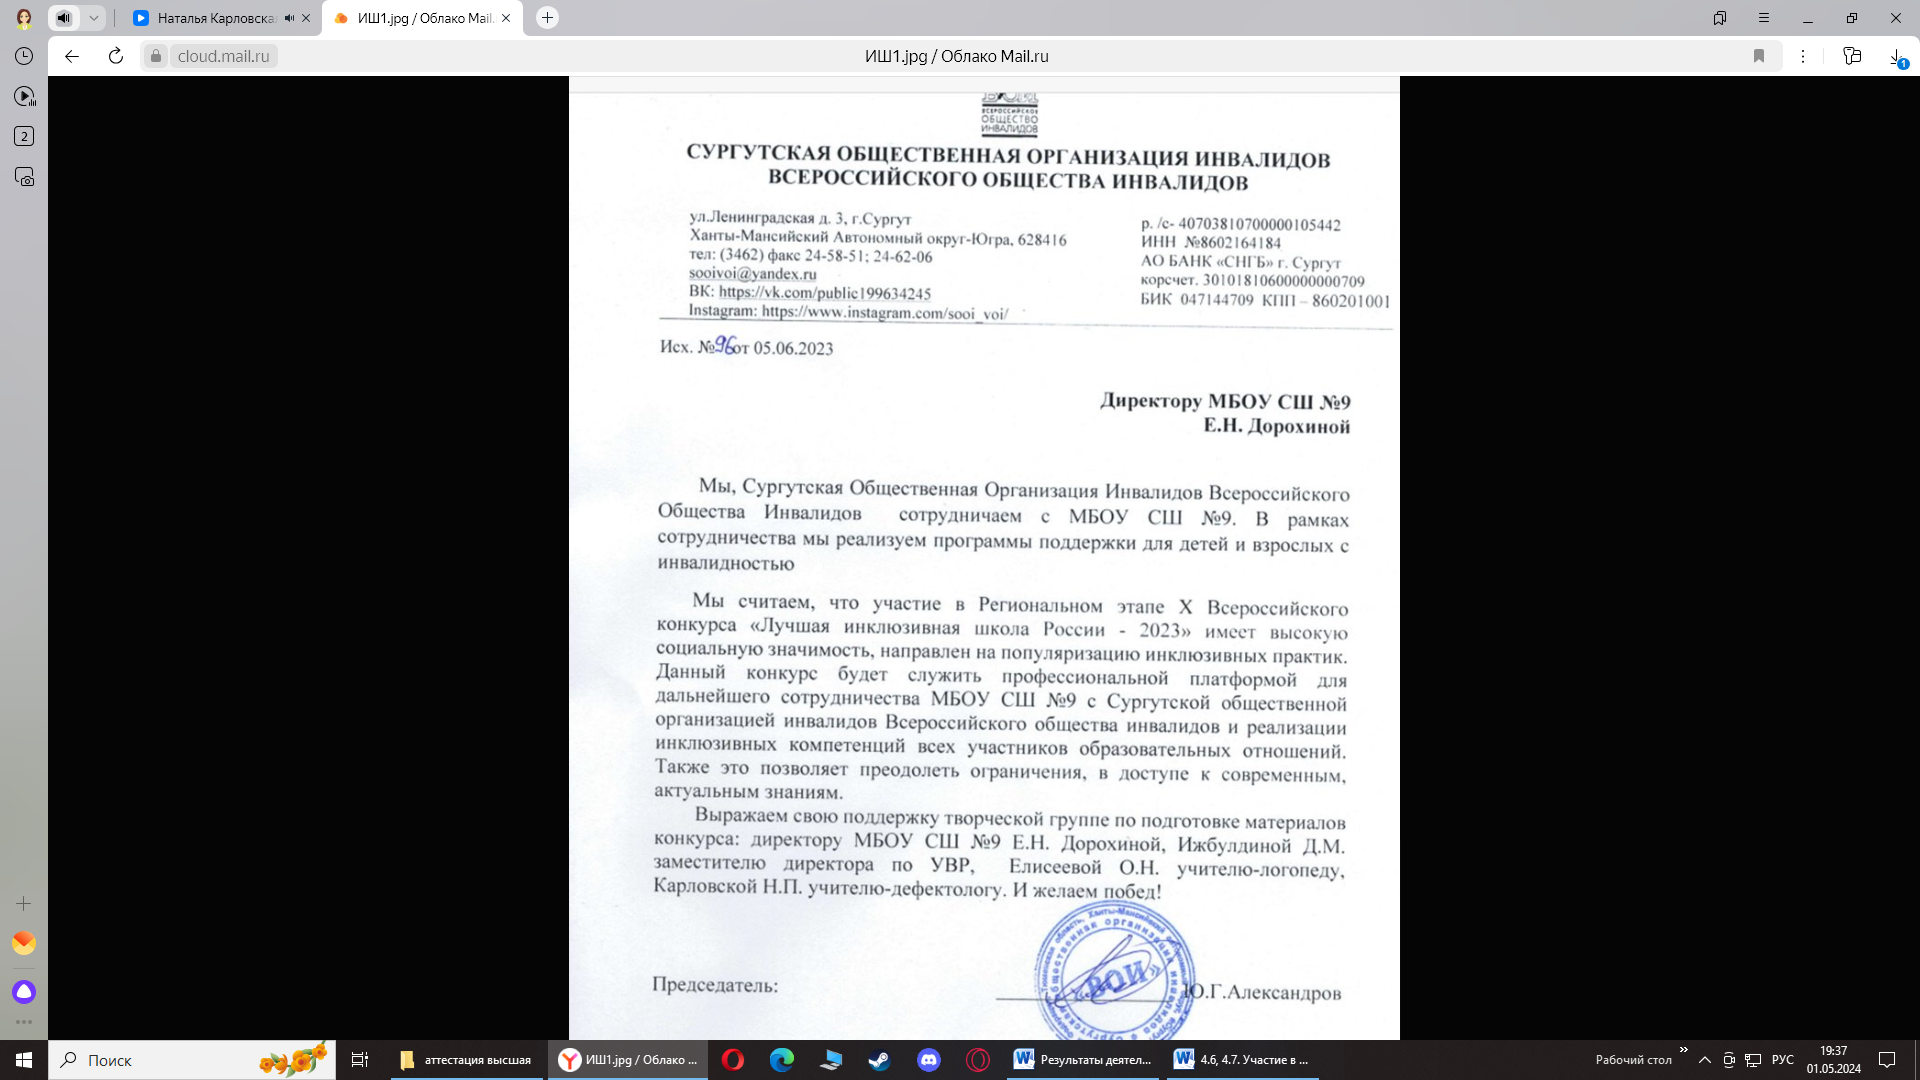 Наталья Карловска
ИШ1.jpg / Облако Mail.
cloud.mail.ru
ИШ1.jpg / Облако Mail.ru
1
2
ВСЕРОССИЙСКОЕ
ОБЩЕСТВО
ИНВАЛИДОВ
СУРГУТСКАЯ ОБЩЕСТВЕННАЯ ОРГАНИЗАЦИЯ ИНВАЛИДОВ
ВСЕРОССИЙСКОГО ОБЩЕСТВА ИНВАЛИДОВ
ул.Ленинградская д. 3, г.Сургут
Ханты-Мансийский Автономный округ-Югра, 628416
тел: (3462) факс 24-58-51; 24-62-06
sooivoi@yandex.ru
ВК: https://vk.com/public199634245
Instagram: https://www.instagram.com/sooi_voi/
р. /с- 40703810700000105442
ИНН №8602164184
АО БАНК «СНГБ» г. Сургут
корсчет. 30101810600000000709
БИК 047144709 КПП – 860201001
Исх. №96от 05.06.2023
Директору МБОУ СШ №9
Е.Н. Дорохиной
Мы, Сургутская Общественная Организация Инвалидов Всероссийского
Общества Инвалидов сотрудничаем с МБОУ СШ №9. В рамках
сотрудничества мы реализуем программы поддержки для детей и взрослых с
инвалидностью
Мы считаем, что участие в Региональном этапе X Всероссийского
конкурса «Лучшая инклюзивная школа России - 2023» имеет высокую
социальную значимость, направлен на популяризацию инклюзивных практик.
Данный конкурс будет служить профессиональной платформой для
дальнейшего сотрудничества МБОУ СШ №9 с Сургутской общественной
организацией инвалидов Всероссийского общества инвалидов и реализации
инклюзивных компетенций всех участников образовательных отношений.
Также это позволяет преодолеть ограничения, в доступе к современным,
актуальным знаниям.
Выражаем свою поддержку творческой группе по подготовке материалов
конкурса: директору МБОУ СШ №9 Е.Н. Дорохиной, Ижбулдиной Д.М.
заместителю директора по УВР, Елисеевой О.Н. учителю-логопеду,
Карловской Н.П. учителю-дефектологу. И желаем побед!
Председатель:
«ВОИ»
Ю.Г.Александров
Поиск
аттестация высшая
ИШ1.jpg / Облако ...
Результаты деятел...
4.6, 4.7. Участие в ...
Рабочий стол
РУС
19:37
01.05.2024